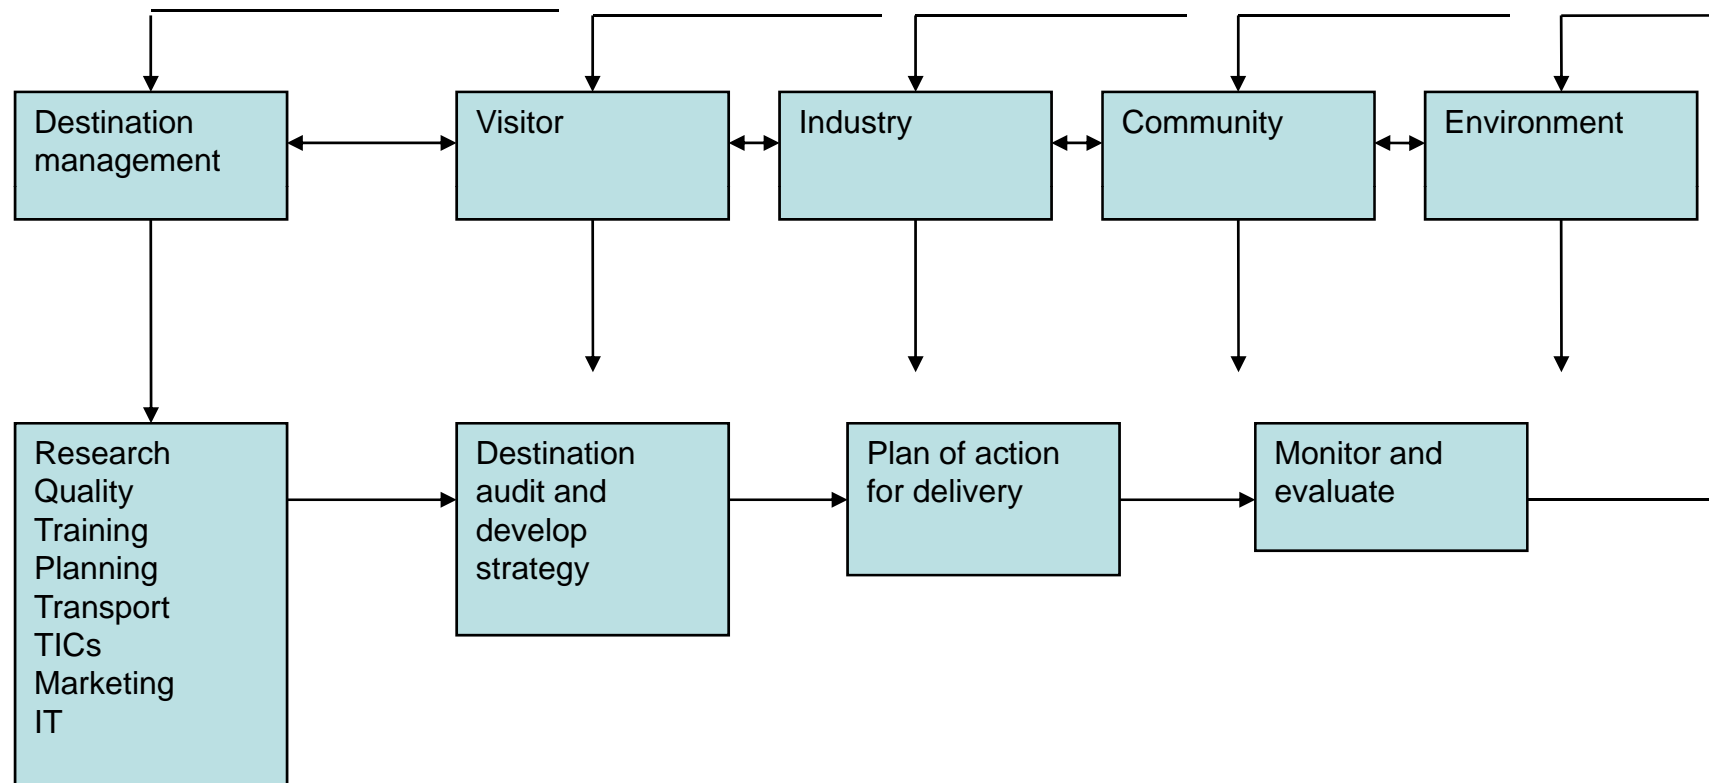 Destination
management
Visitor
Industry
Community
Environment
Research
Quality
Training
Planning
Transport
TICs
Marketing
IT
Destination
audit and
develop
strategy
Plan of action
for delivery
Monitor and
evaluate